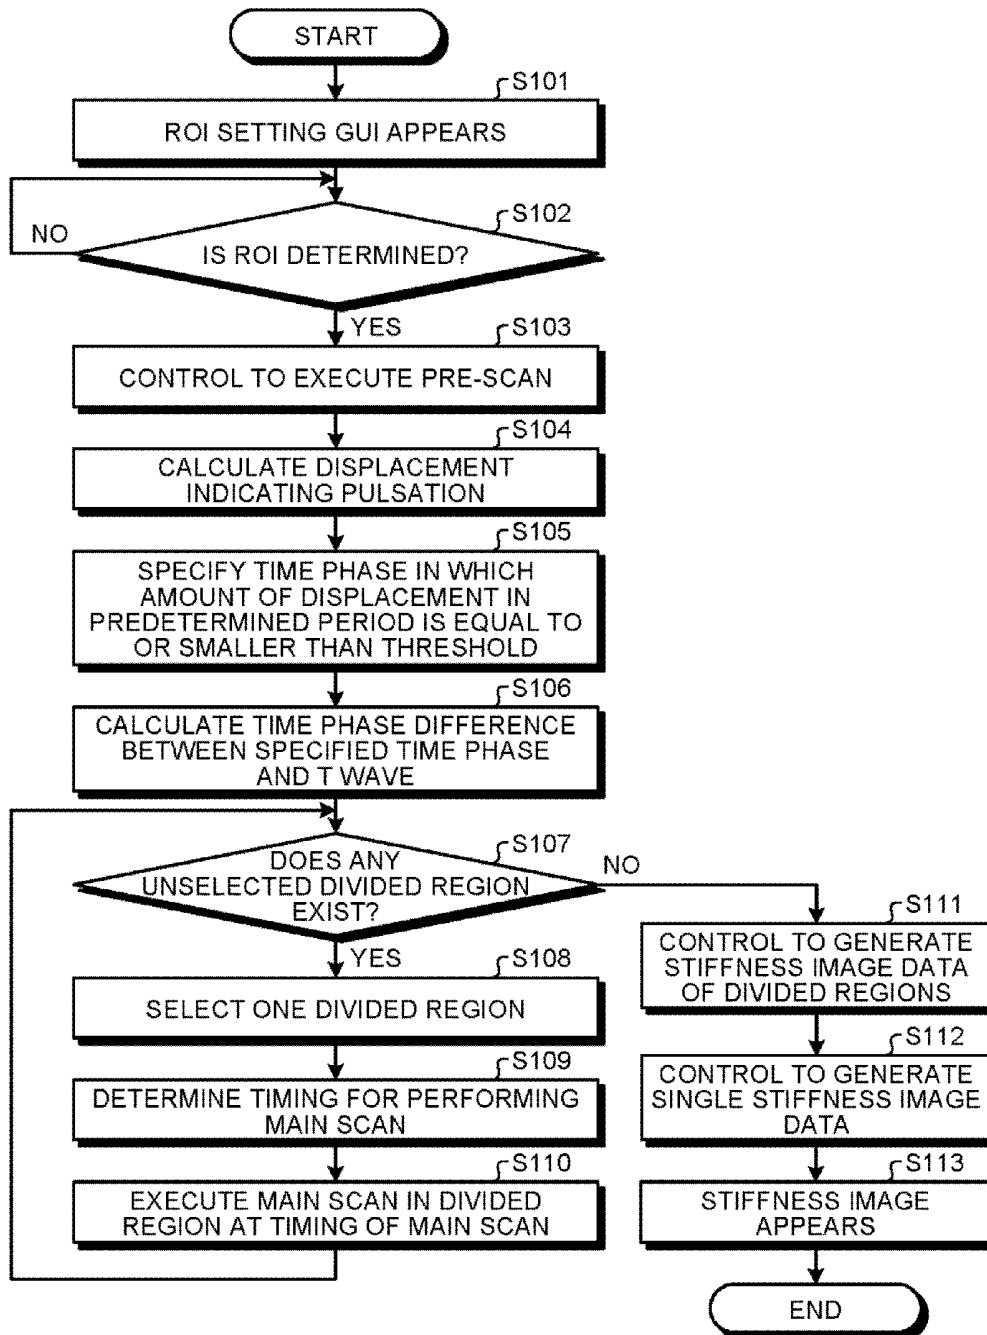 START
S101
ROI SETTING GUI APPEARS
S102
NO
IS ROI DETERMINED?
YES
S103
CONTROL TO EXECUTE PRE-SCAN
S104
CALCULATE DISPLACEMENT
INDICATING PULSATION
S105
SPECIFY TIME PHASE IN WHICH
AMOUNT OF DISPLACEMENT IN
PREDETERMINED PERIOD IS EQUAL TO
OR SMALLER THAN THRESHOLD
S106
CALCULATE TIME PHASE DIFFERENCE
BETWEEN SPECIFIED TIME PHASE
AND T WAVE
S107
DOES ANY
UNSELECTED DIVIDED REGION
EXIST?
NO
YES
S108
SELECT ONE DIVIDED REGION
S109
DETERMINE TIMING FOR PERFORMING
MAIN SCAN
S110
EXECUTE MAIN SCAN IN DIVIDED
REGION AT TIMING OF MAIN SCAN
S111
CONTROL TO GENERATE
STIFFNESS IMAGE DATA
OF DIVIDED REGIONS
S112
CONTROL TO GENERATE
SINGLE STIFFNESS IMAGE
DATA
S113
STIFFNESS IMAGE
APPEARS
END